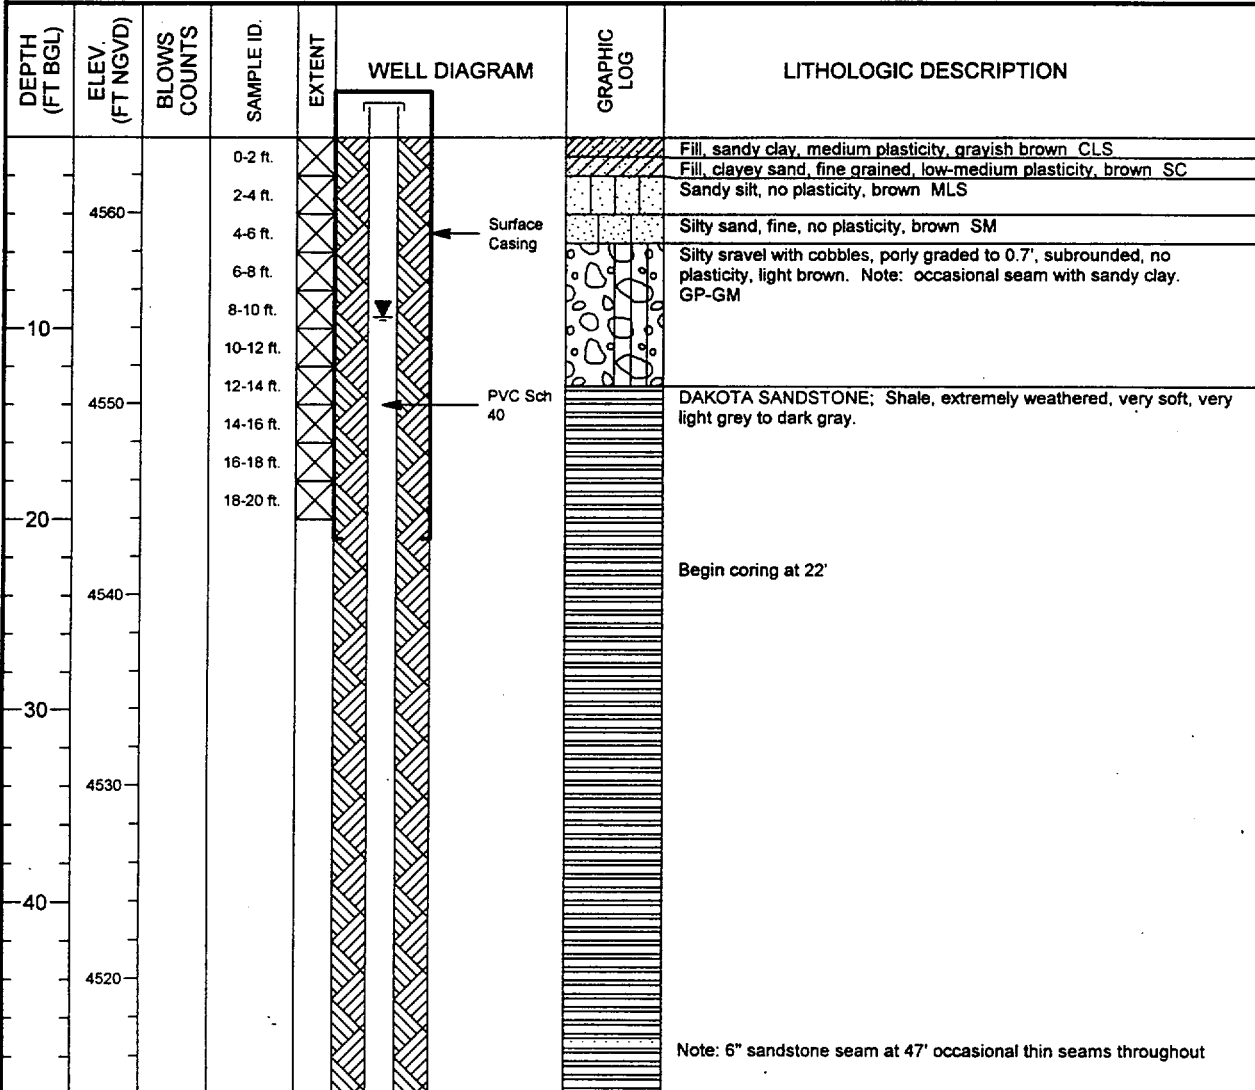 DEPTH
(FT BGL)
ELEV.
(FT NGVD)
BLOWS
COUNTS
SAMPLE ID.
EXTENT
WELL DIAGRAM
GRAPHIC
LOG
LITHOLOGIC DESCRIPTION
0-2 ft.
Fill, sandy clay, medium plasticity, grayish brown CLS
Fill, clayey sand, fine grained, low-medium plasticity, brown SC
2-4 ft.
Sandy silt, no plasticity, brown MLS
4560
4-6 ft.
Surface
Casing
Silty sand, fine, no plasticity, brown SM
Silty sravel with cobbles, porly graded to 0.7', subrounded, no
plasticity, light brown. Note: occasional seam with sandy clay.
GP-GM
6-8 ft.
8-10 ft.
10
10-12 ft.
12-14 ft.
4550
PVC Sch
40
DAKOTA SANDSTONE; Shale, extremely weathered, very soft, very
light grey to dark gray.
14-16 ft.
16-18 ft.
18-20 ft.
20
Begin coring at 22'
4540
30
4530
40
4520
Note: 6" sandstone seam at 47' occasional thin seams throughout